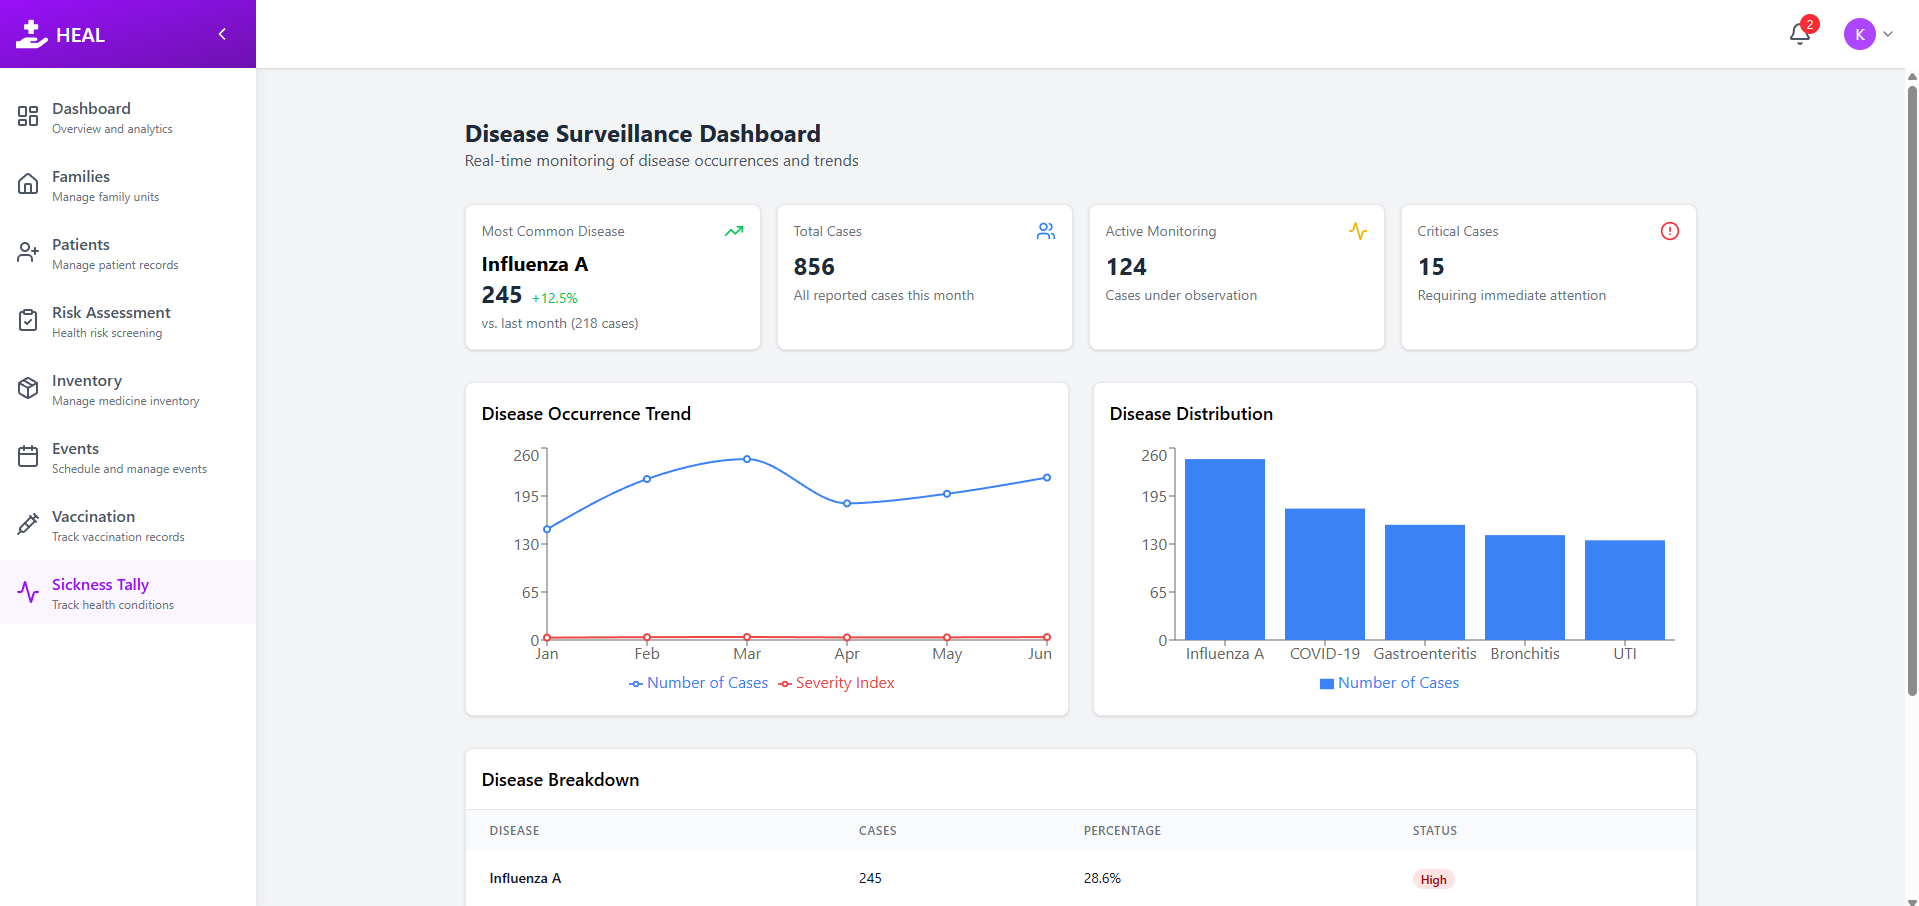 HEAL
2
K
Dashboard
Overview and analytics
Families
Manage family units
Patients
Manage patient records
Risk Assessment
Health risk screening
Inventory
Manage medicine inventory
Events
Schedule and manage events
Vaccination
Track vaccination records
Sickness Tally
Track health conditions
Disease Surveillance Dashboard
Real-time monitoring of disease occurrences and trends
Most Common Disease
Influenza A
245 +12.5%
vs. last month (218 cases)
Total Cases
856
All reported cases this month
Active Monitoring
124
Cases under observation
Critical Cases
15
Requiring immediate attention
Disease Occurrence Trend
260
195
130
65
0
Jan Feb Mar Apr May Jun
Number of Cases Severity Index
Disease Distribution
260
195
130
65
0
Influenza A COVID-19 Gastroenteritis Bronchitis UTI
Number of Cases
Disease Breakdown
DISEASE CASES PERCENTAGE STATUS
Influenza A 245 28.6% High